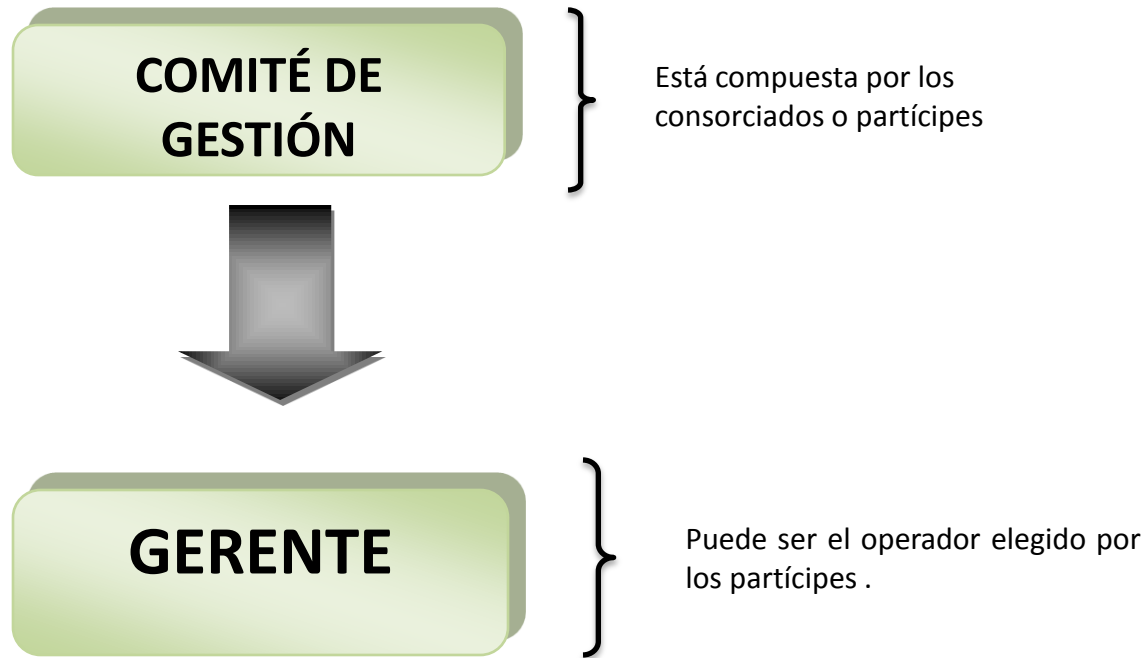 COMITÉ DE
GESTIÓN
Está compuesta por los
consorciados o partícipes
GERENTE
Puede ser el operador elegido por
los partícipes .